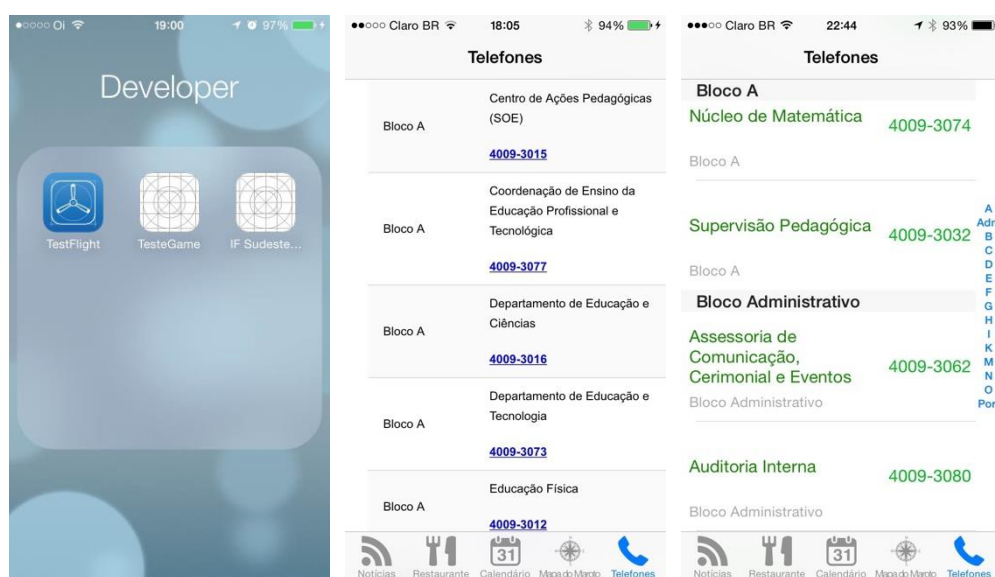 Oi 19:00 97%
Developer
TestFlight TesteGame IF Sudeste...
Claro BR 18:05 94%
Telefones
Centro de Ações Pedagógicas
(SOE)
Bloco A
4009-3015
Coordenação de Ensino da
Educação Profissional e
Bloco A
Tecnológica
4009-3077
Departamento de Educação e
Ciências
Bloco A
4009-3016
Departamento de Educação e
Tecnologia
Bloco A
4009-3073
Educação Física
Bloco A
4009-3012
Notícias Restaurante Calendário Mapa do Maroto Telefones
31
Claro BR 22:44 93%
Telefones
Bloco A
Núcleo de Matemática
4009-3074
Bloco A
Supervisão Pedagógica
4009-3032
Bloco A
Bloco Administrativo
Assessoria de
Comunicação,
Cerimonial e Eventos
4009-3062
Bloco Administrativo
Auditoria Interna
4009-3080
Bloco Administrativo
A
Adr
B
C
D
E
F
G
H
I
K
M
N
O
Por
31
Notícias Restaurante Calendário Mapa do Maroto Telefones